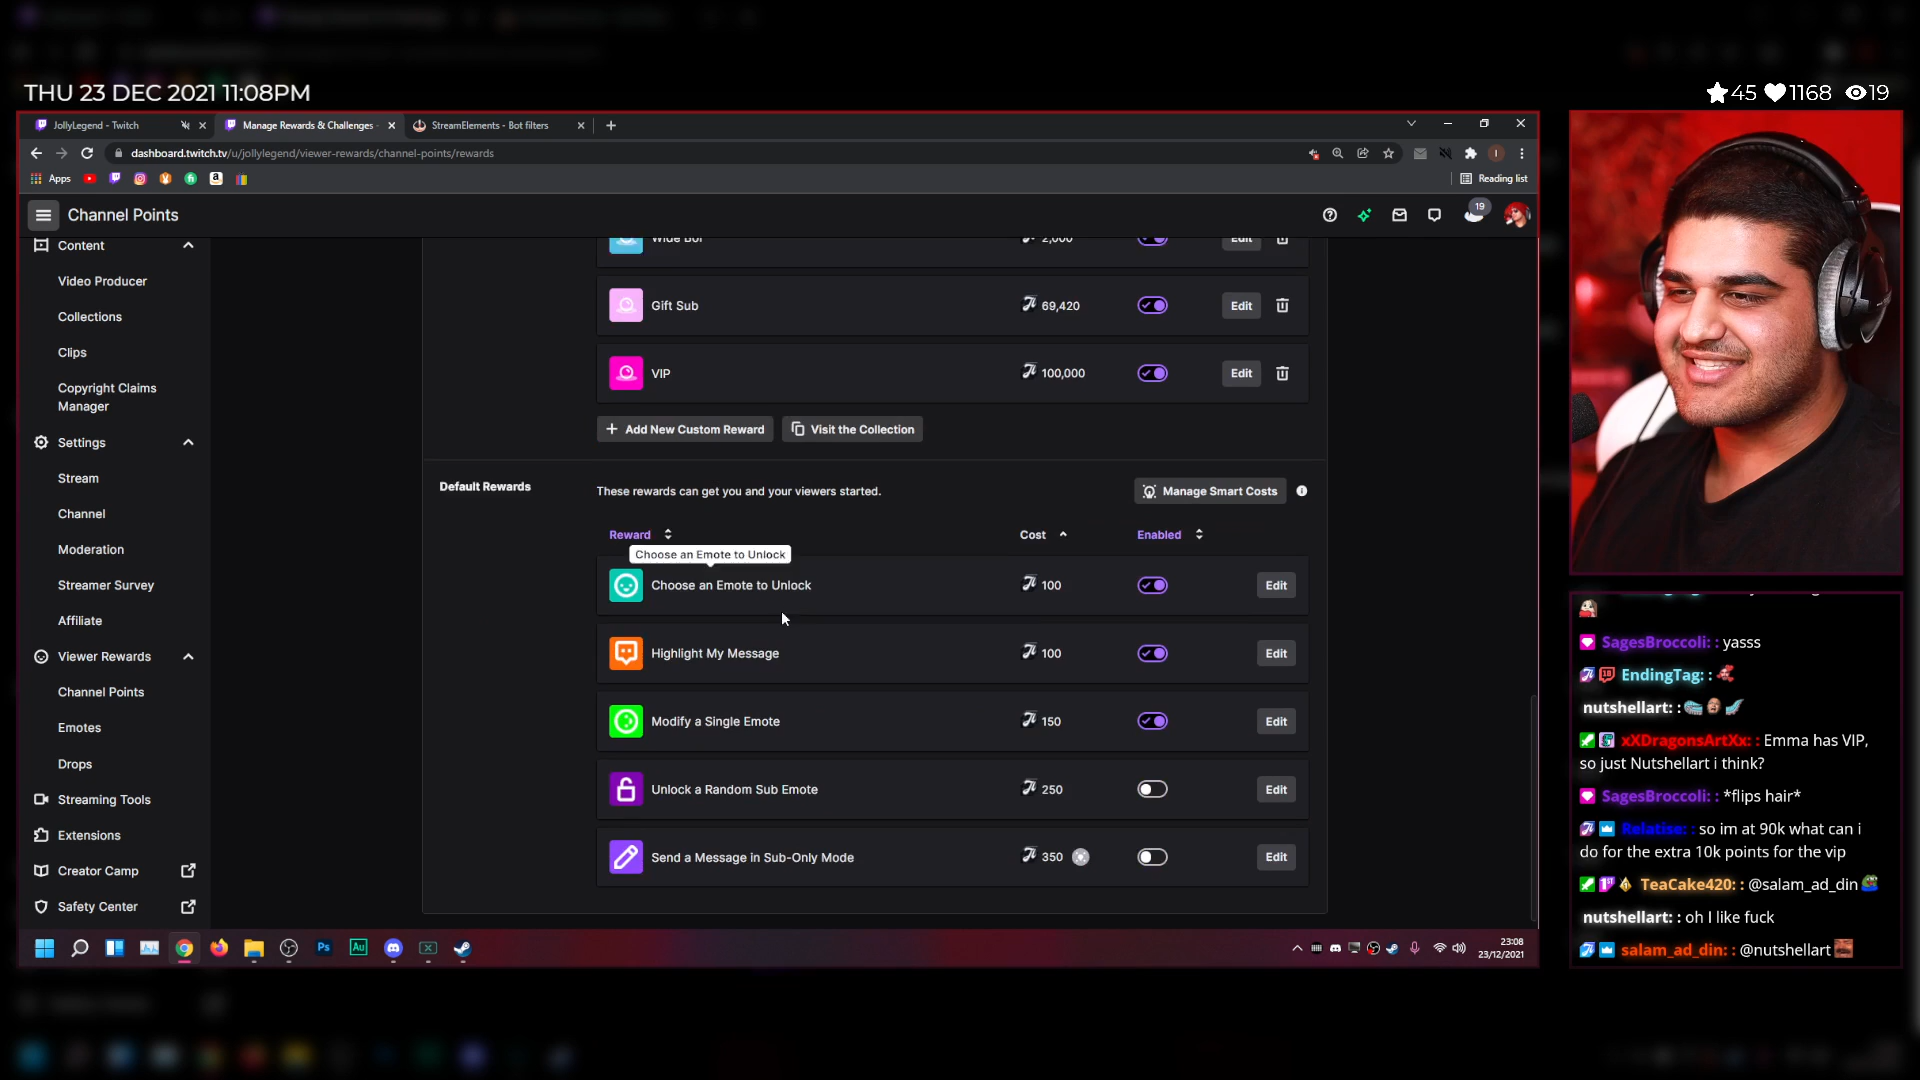 THU 23 DEC 2021 11:08PM
45 1168 19
JollyLegend - Twitch
Manage Rewards & Challenges -
StreamElements - Bot filters
dashboard.twitch.tv/u/jollylegend/viewer-rewards/channel-points/rewards
Apps
Reading list
Channel Points
19
Content
Video Producer
Collections
Clips
Copyright Claims
Manager
Settings
Stream
Channel
Moderation
Streamer Survey
Affiliate
Viewer Rewards
Channel Points
Emotes
Drops
Streaming Tools
Extensions
Creator Camp
Safety Center
Wide Boi 2,000 Edit
Gift Sub 69,420 Edit
VIP 100,000 Edit
Add New Custom Reward
Visit the Collection
Default Rewards
These rewards can get you and your viewers started.
Manage Smart Costs
Reward Cost Enabled
Choose an Emote to Unlock
Choose an Emote to Unlock 100 Edit
Highlight My Message 100 Edit
Modify a Single Emote 150 Edit
Unlock a Random Sub Emote 250 Edit
Send a Message in Sub-Only Mode 350 Edit
Ps
Au
23:08
23/12/2021
SagesBroccoli: : yasss
EndingTag: :
nutshellart: :
xXDragonsArtXx: : Emma has VIP,
so just Nutshellart i think?
SagesBroccoli: : *flips hair*
Relatise: : so im at 90k what can i
do for the extra 10k points for the vip
TeaCake420: : @salam_ad_din
nutshellart: : oh I like fuck
salam_ad_din: : @nutshellart